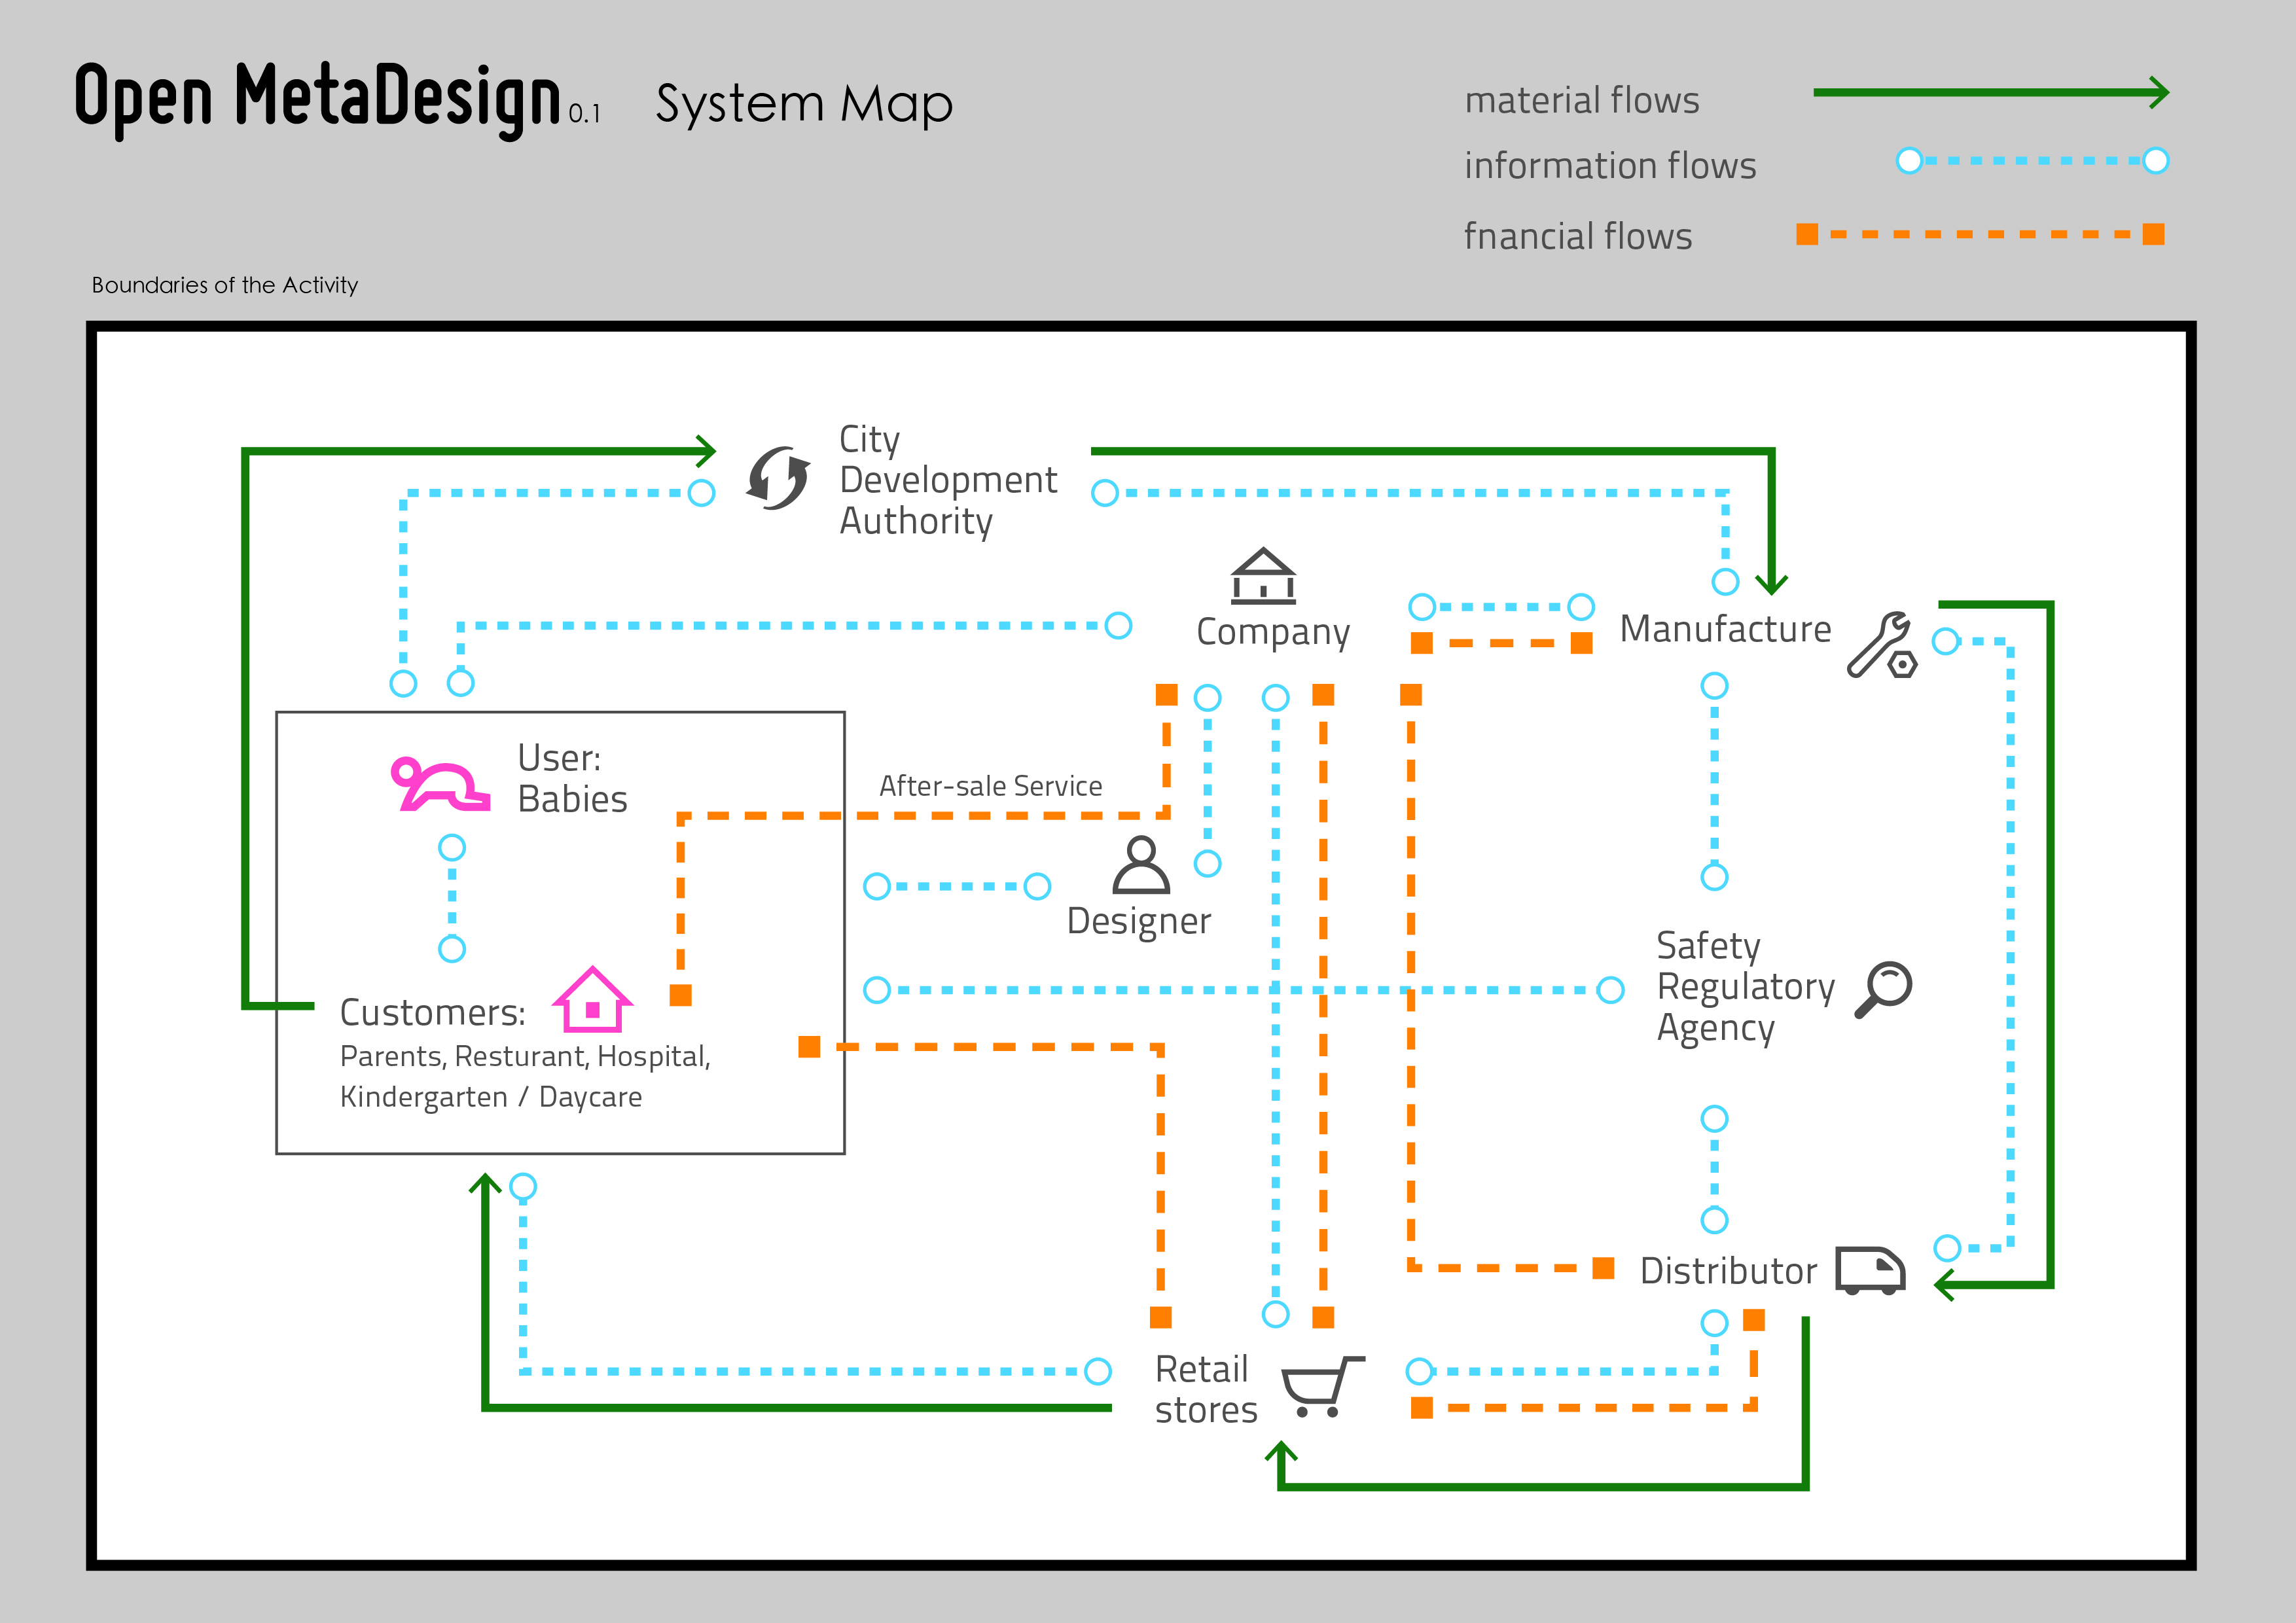 Open MetaDesign 0.1 System Map
material flows
information flows
fnancial flows
Boundaries of the Activity
City
Development
Authority
Company
Manufacture
User:
Babies
After-sale Service
Designer
Safety
Regulatory
Agency
Customers:
Parents, Resturant, Hospital,
Kindergarten / Daycare
Distributor
Retail
stores